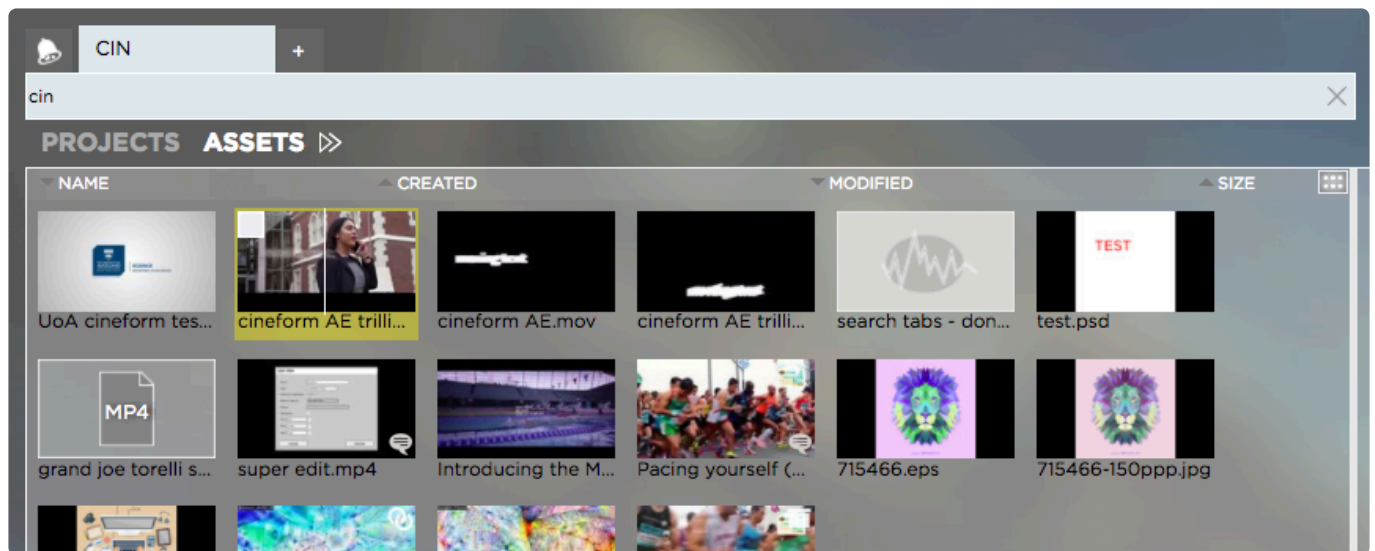 CIN +
cin
PROJECTS ASSETS
NAME CREATED MODIFIED SIZE
TEST
UoA cineform tes... cineform AE trilli... cineform AE.mov cineform AE trilli... search tabs - don... test.psd
MP4
grand joe torelli s... super edit.mp4 Introducing the M... Pacing yourself (... 715466.eps 715466-150ppp.jpg